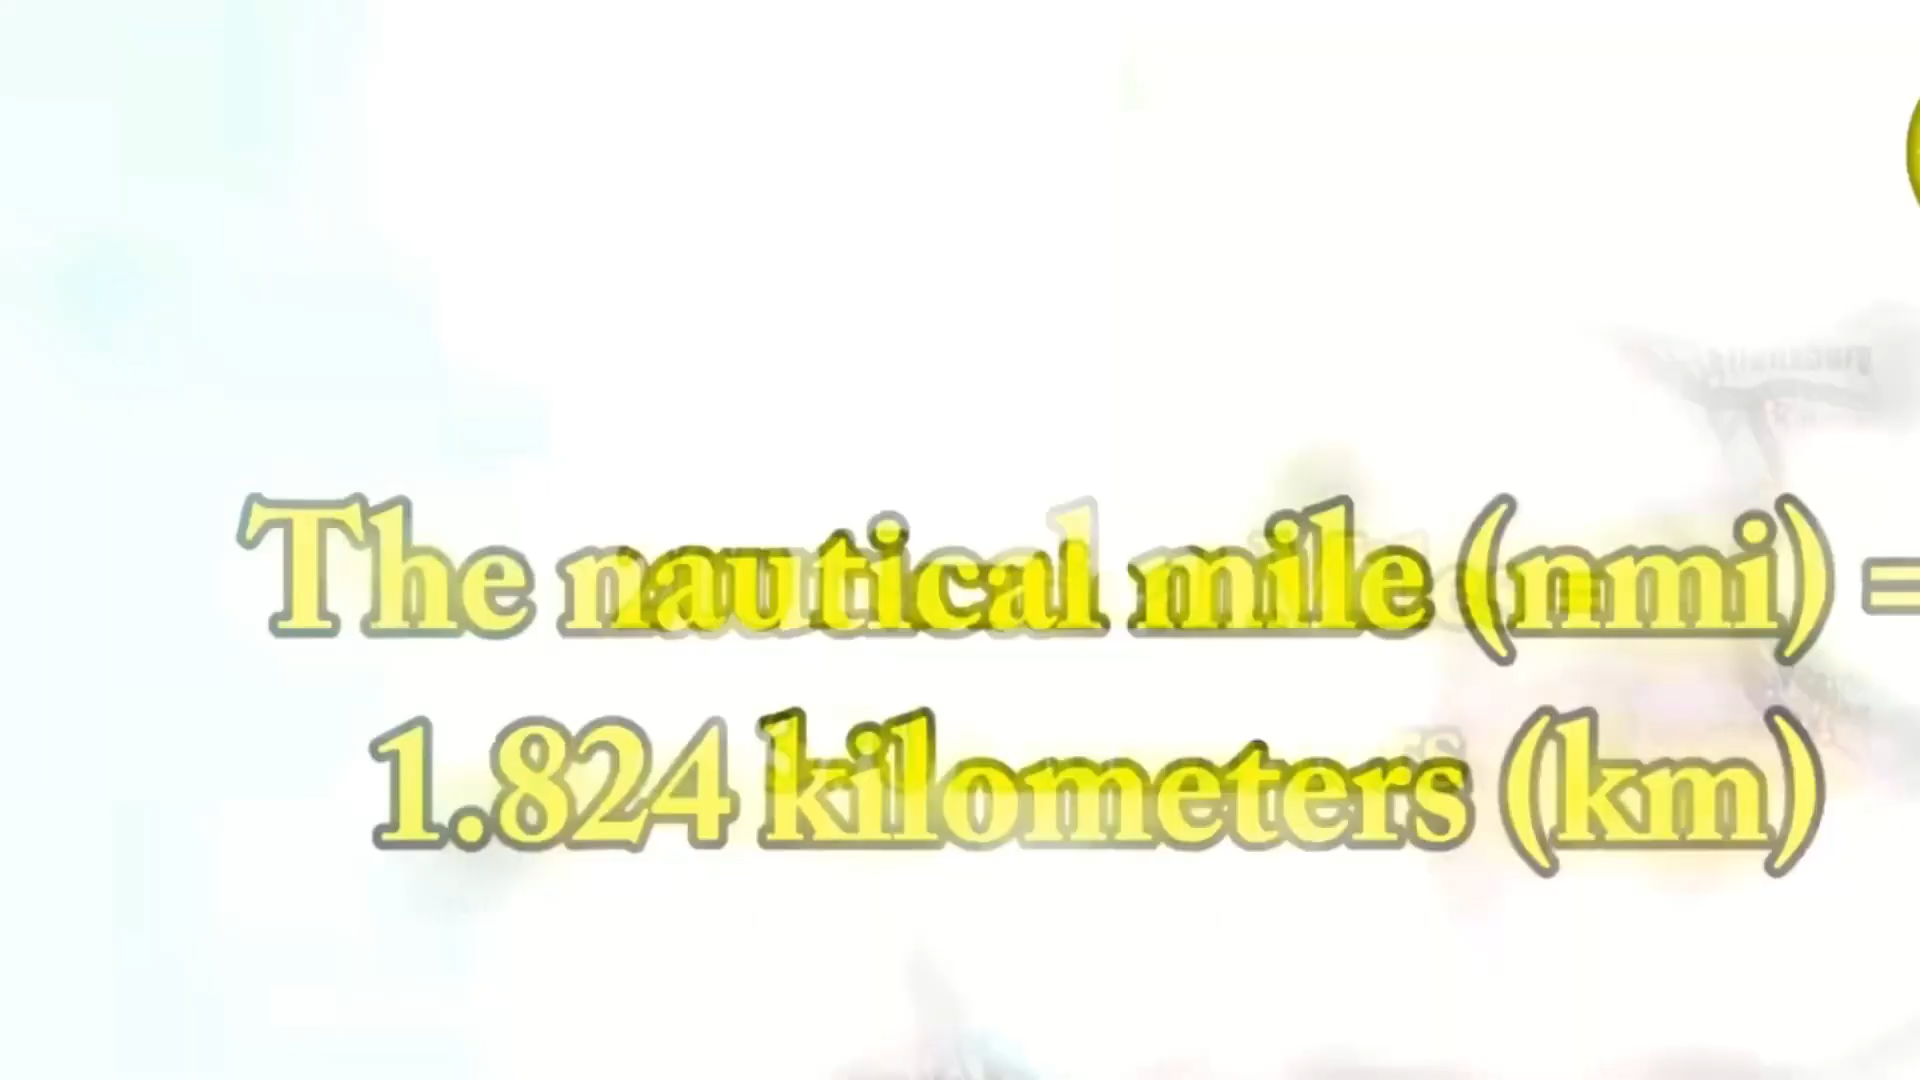 The nautical mile (nmi) =
1.824 kilometers (km)